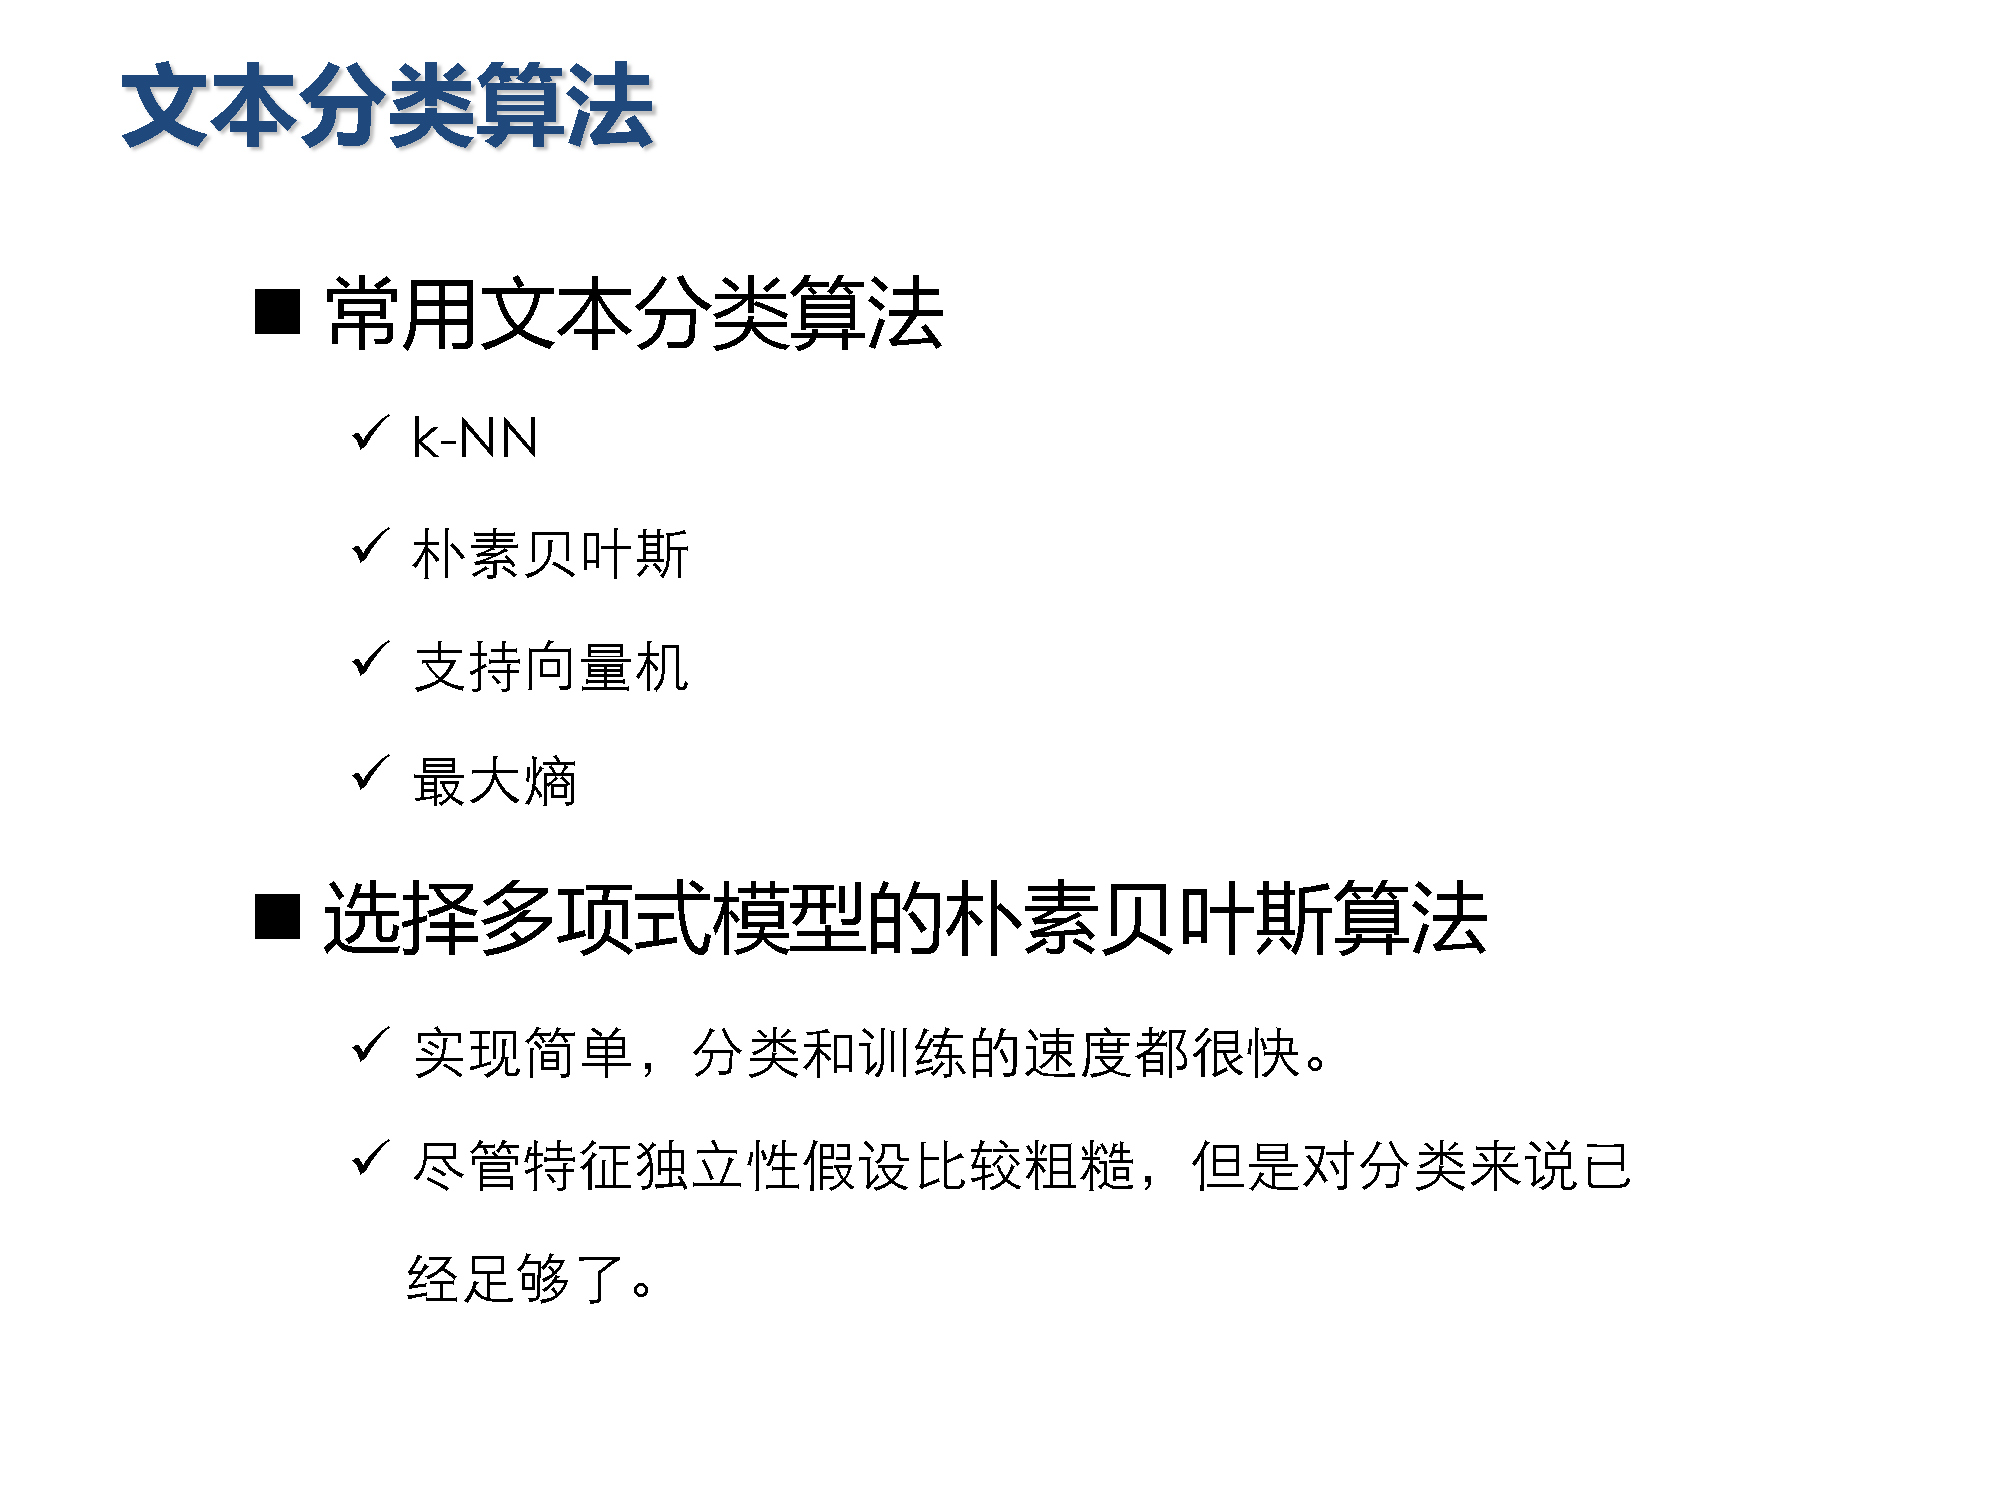 文本分类算法
■ 常用文本分类算法
✓ k-NN
✓ 朴素贝叶斯
✓ 支持向量机
✓ 最大熵
■ 选择多项式模型的朴素贝叶斯算法
✓ 实现简单，分类和训练的速度都很快。
✓ 尽管特征独立性假设比较粗糙，但是对分类来说已
经足够了。